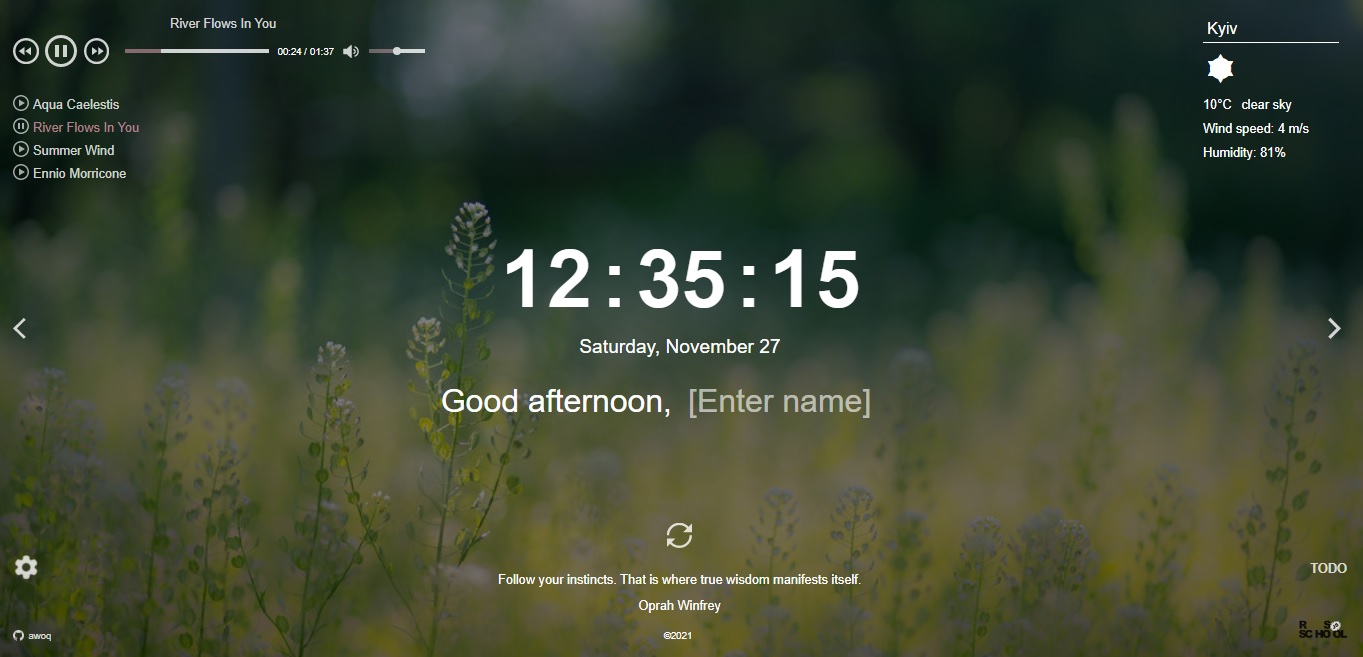 River Flows In You
00:24 / 01:37
Aqua Caelestis
River Flows In You
Summer Wind
Ennio Morricone
Kyiv
10°C clear sky
Wind speed: 4 m/s
Humidity: 81%
12:35:15
Saturday, November 27
Good afternoon, [Enter name]
Follow your instincts. That is where true wisdom manifests itself.
Oprah Winfrey
TODO
awoq
©2021
RS
SCHOOL